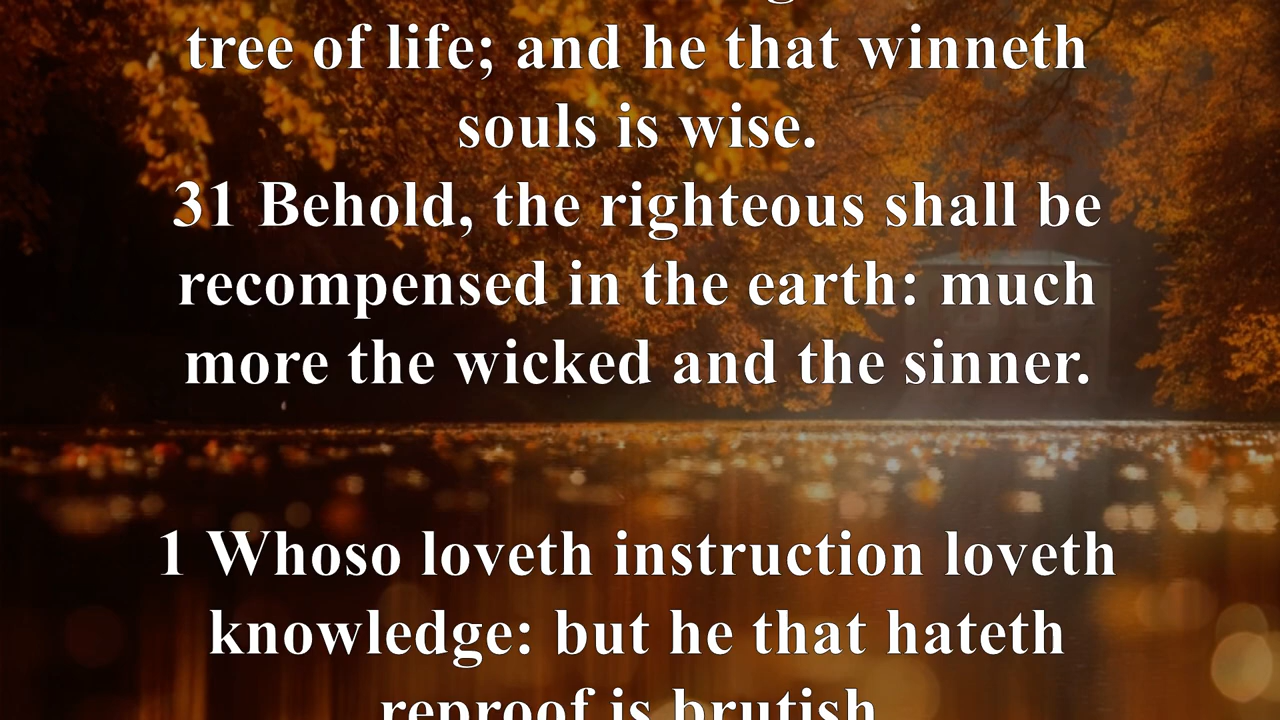 tree of life; and he that winneth
souls is wise.
31 Behold, the righteous shall be
recompensed in the earth: much
more the wicked and the sinner.
1 Whoso loveth instruction loveth
knowledge: but he that hateth
reproof is brutish